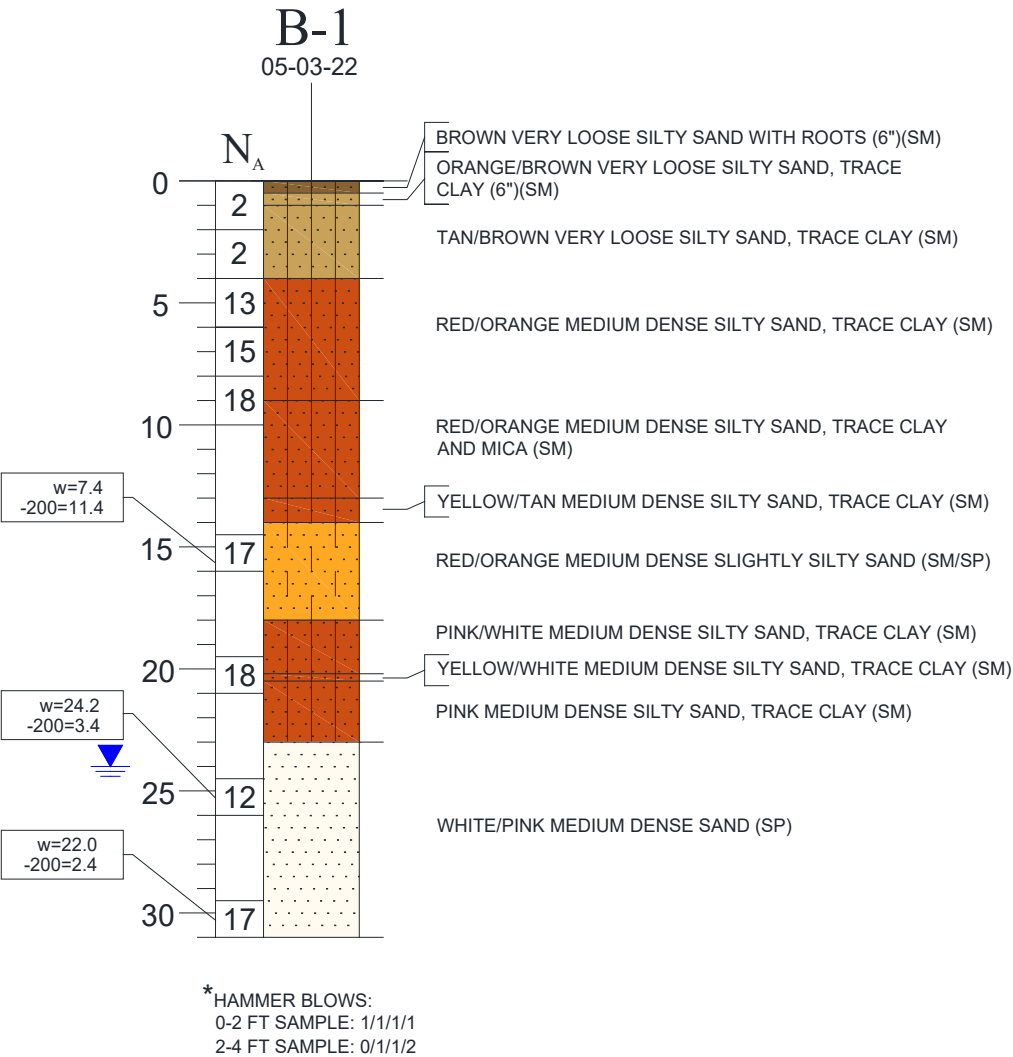 B-1
05-03-22
N_A
BROWN VERY LOOSE SILTY SAND WITH ROOTS (6")(SM)
ORANGE/BROWN VERY LOOSE SILTY SAND, TRACE
CLAY (6")(SM)
0
2
TAN/BROWN VERY LOOSE SILTY SAND, TRACE CLAY (SM)
2
5
13
RED/ORANGE MEDIUM DENSE SILTY SAND, TRACE CLAY (SM)
15
18
10
RED/ORANGE MEDIUM DENSE SILTY SAND, TRACE CLAY
AND MICA (SM)
w=7.4
-200=11.4
YELLOW/TAN MEDIUM DENSE SILTY SAND, TRACE CLAY (SM)
15
17
RED/ORANGE MEDIUM DENSE SLIGHTLY SILTY SAND (SM/SP)
PINK/WHITE MEDIUM DENSE SILTY SAND, TRACE CLAY (SM)
20
18
YELLOW/WHITE MEDIUM DENSE SILTY SAND, TRACE CLAY (SM)
w=24.2
-200=3.4
PINK MEDIUM DENSE SILTY SAND, TRACE CLAY (SM)
25
12
WHITE/PINK MEDIUM DENSE SAND (SP)
w=22.0
-200=2.4
30
17
*HAMMER BLOWS:
0-2 FT SAMPLE: 1/1/1/1
2-4 FT SAMPLE: 0/1/1/2